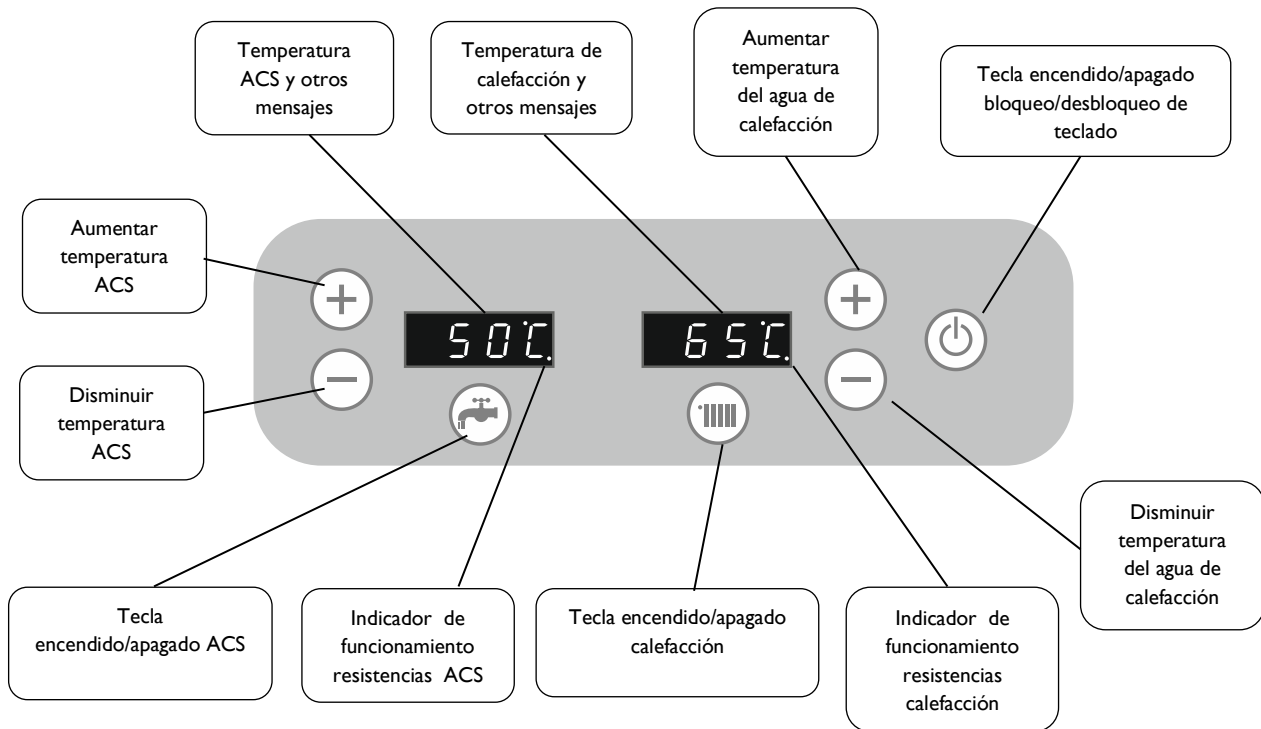 Temperatura
ACS y otros
mensajes
Temperatura de
calefacción y
otros mensajes
Aumentar
temperatura
del agua de
calefacción
Tecla encendido/apagado
bloqueo/desbloqueo de
teclado
Aumentar
temperatura
ACS
50°C.
65°C.
Disminuir
temperatura
ACS
Disminuir
temperatura
del agua de
calefacción
Tecla
encendido/apagado ACS
Indicador de
funcionamiento
resistencias ACS
Tecla encendido/apagado
calefacción
Indicador de
funcionamiento
resistencias
calefacción